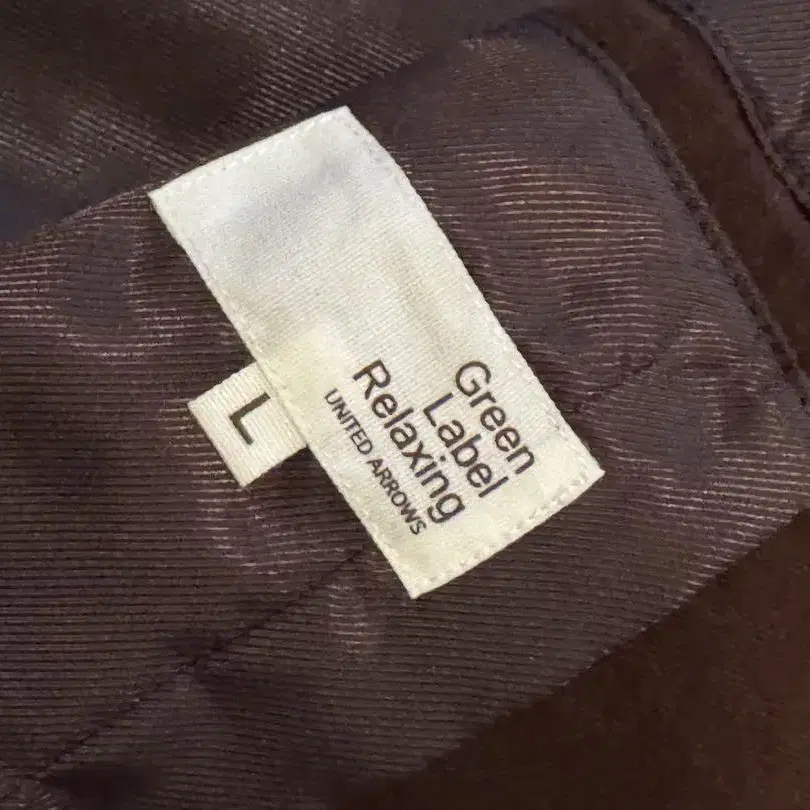 Green
Label
Relaxing
UNITED ARROWS
L